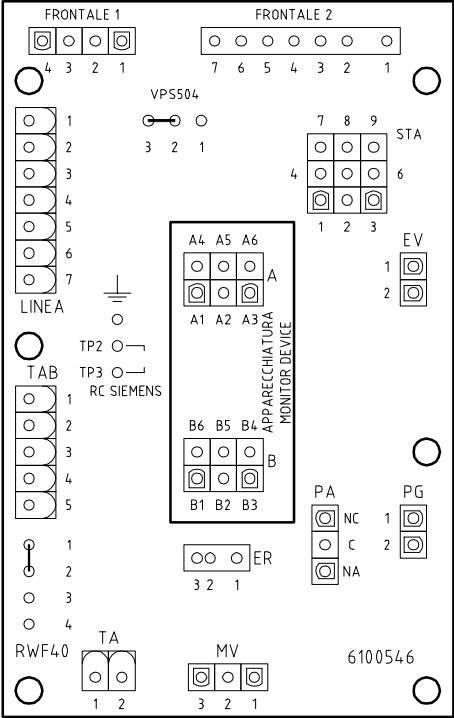 FRONTALE 1
FRONTALE 2
4 3 2 1
7 6 5 4 3 2 1
VPS504
3 2 1
1
2
3
4
5
6
7
LINEA
7 8 9
STA
4 6
1 2 3
EV
1
2
A4 A5 A6
A
A1 A2 A3
APPARECCHIATURA
MONITOR DEVICE
TP2
TP3
RC SIEMENS
TAB
1
2
3
4
5
B6 B5 B4
B
B1 B2 B3
PA
NC
C
NA
PG
1
2
ER
3 2 1
1
2
3
4
RWF40
TA
1 2
MV
3 2 1
6100546